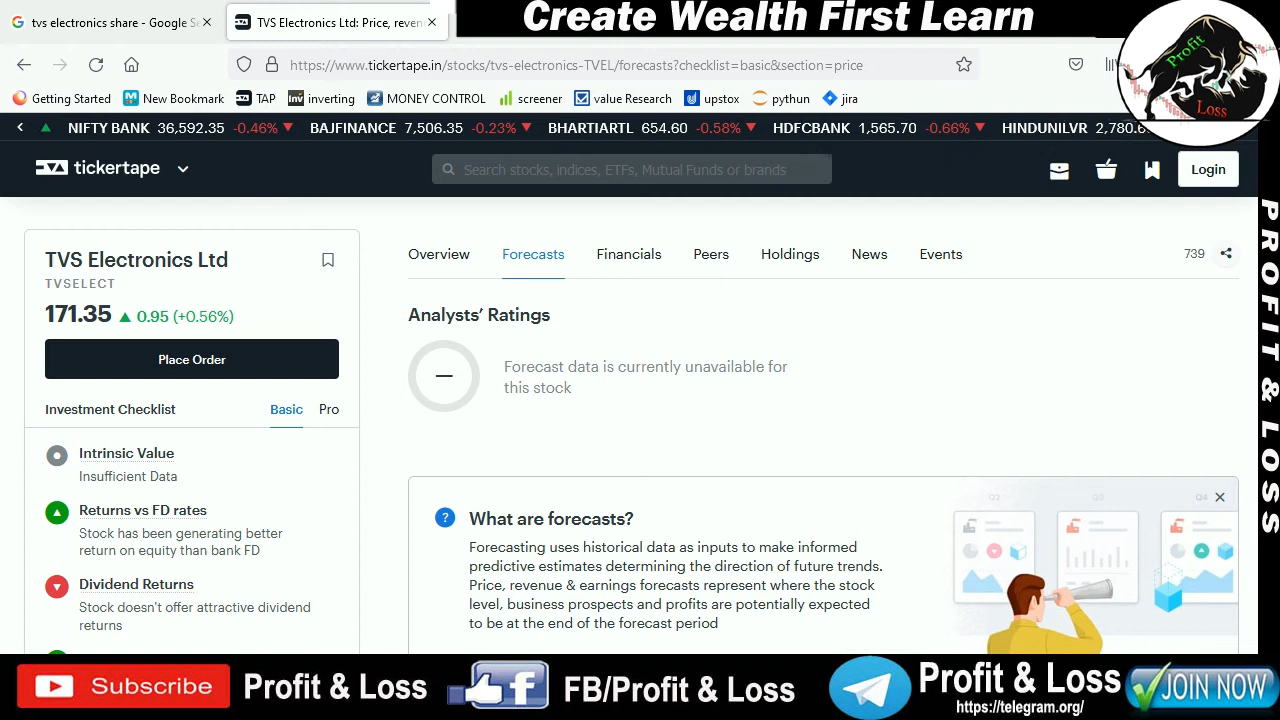 Create Wealth First Learn
tvs electronics share - Google Se
TVS Electronics Ltd: Price, reven
https://www.tickertape.in/stocks/tvs-electronics-TVEL/forecasts?checklist=basic&section=price
Getting Started New Bookmark TAP inverting MONEYCONTROL screener value Research upstox pythun jira
NIFTY BANK 36,592.35 -0.46% BAJFINANCE 7,506.35 -0.23% BHARTIARTL 654.60 -0.58% HDFCBANK 1,565.70 -0.66% HINDUNILVR 2,780.6
Profit
Loss
tickertape
Search stocks, indices, ETFs, Mutual Funds or brands
Login
TVS Electronics Ltd
TVSELECT
171.35 0.95 (+0.56%)
Place Order
Investment Checklist Basic Pro
Intrinsic Value
Insufficient Data
Returns vs FD rates
Stock has been generating better
return on equity than bank FD
Dividend Returns
Stock doesn't offer attractive dividend
returns
Overview Forecasts Financials Peers Holdings News Events
739
Analysts’ Ratings
Forecast data is currently unavailable for
this stock
What are forecasts?
Forecasting uses historical data as inputs to make informed
predictive estimates determining the direction of future trends.
Price, revenue & earnings forecasts represent where the stock
level, business prospects and profits are potentially expected
to be at the end of the forecast period
Q2 Q3 Q4
PROFIT & LOSS
Subscribe
Profit & Loss
FB/Profit & Loss
Profit & Loss
https://telegram.org/
JOIN NOW